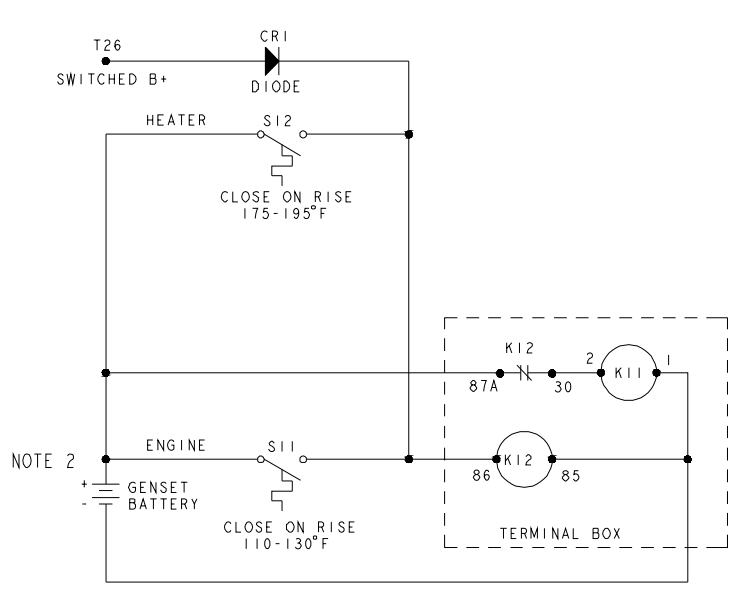 CR1
T26
SWITCHED B+
DIODE
HEATER
S12
CLOSE ON RISE
175-195°F
K12
2
K11
1
87A
30
ENGINE
S11
NOTE 2
K12
86
85
+
-
GENSET
BATTERY
CLOSE ON RISE
110-130°F
TERMINAL BOX